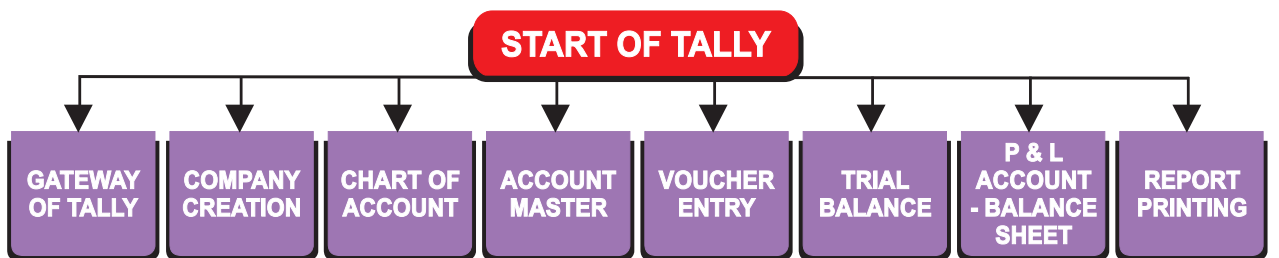 START OF TALLY
GATEWAY
OF TALLY
COMPANY
CREATION
CHART OF
ACCOUNT
ACCOUNT
MASTER
VOUCHER
ENTRY
TRIAL
BALANCE
P & L
ACCOUNT
- BALANCE
SHEET
REPORT
PRINTING